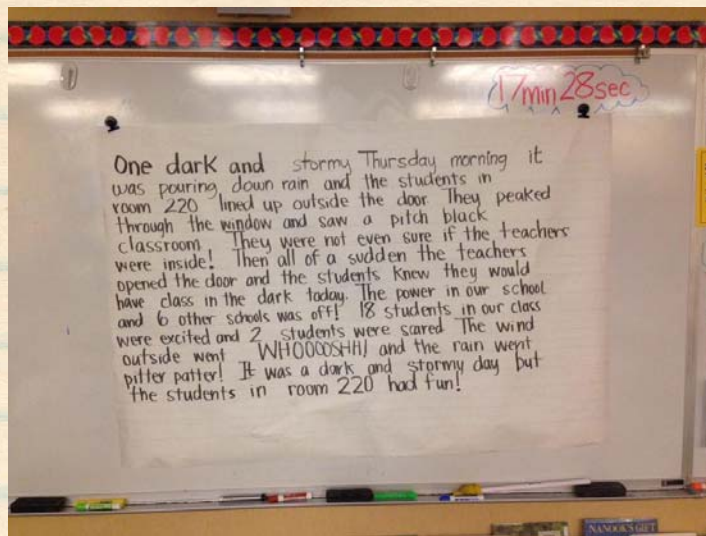 17min 28sec
One dark and stormy Thursday morning it
was pouring down rain and the students in
room 220 lined up outside the door They peaked
through the window and saw a pitch black
classroom. They were not even sure if the teachers
were inside! Then all of a sudden the teachers
opened the door and the students knew they would
have class in the dark today. The power in our school
and 6 other schools was off! 18 students in our class
were excited and 2 students were scared The wind
outside went WHOOOOSHH! and the rain went
pitter patter! It was a dark and stormy day but
the students in room 220 had fun!
NANOOK'S GIFT